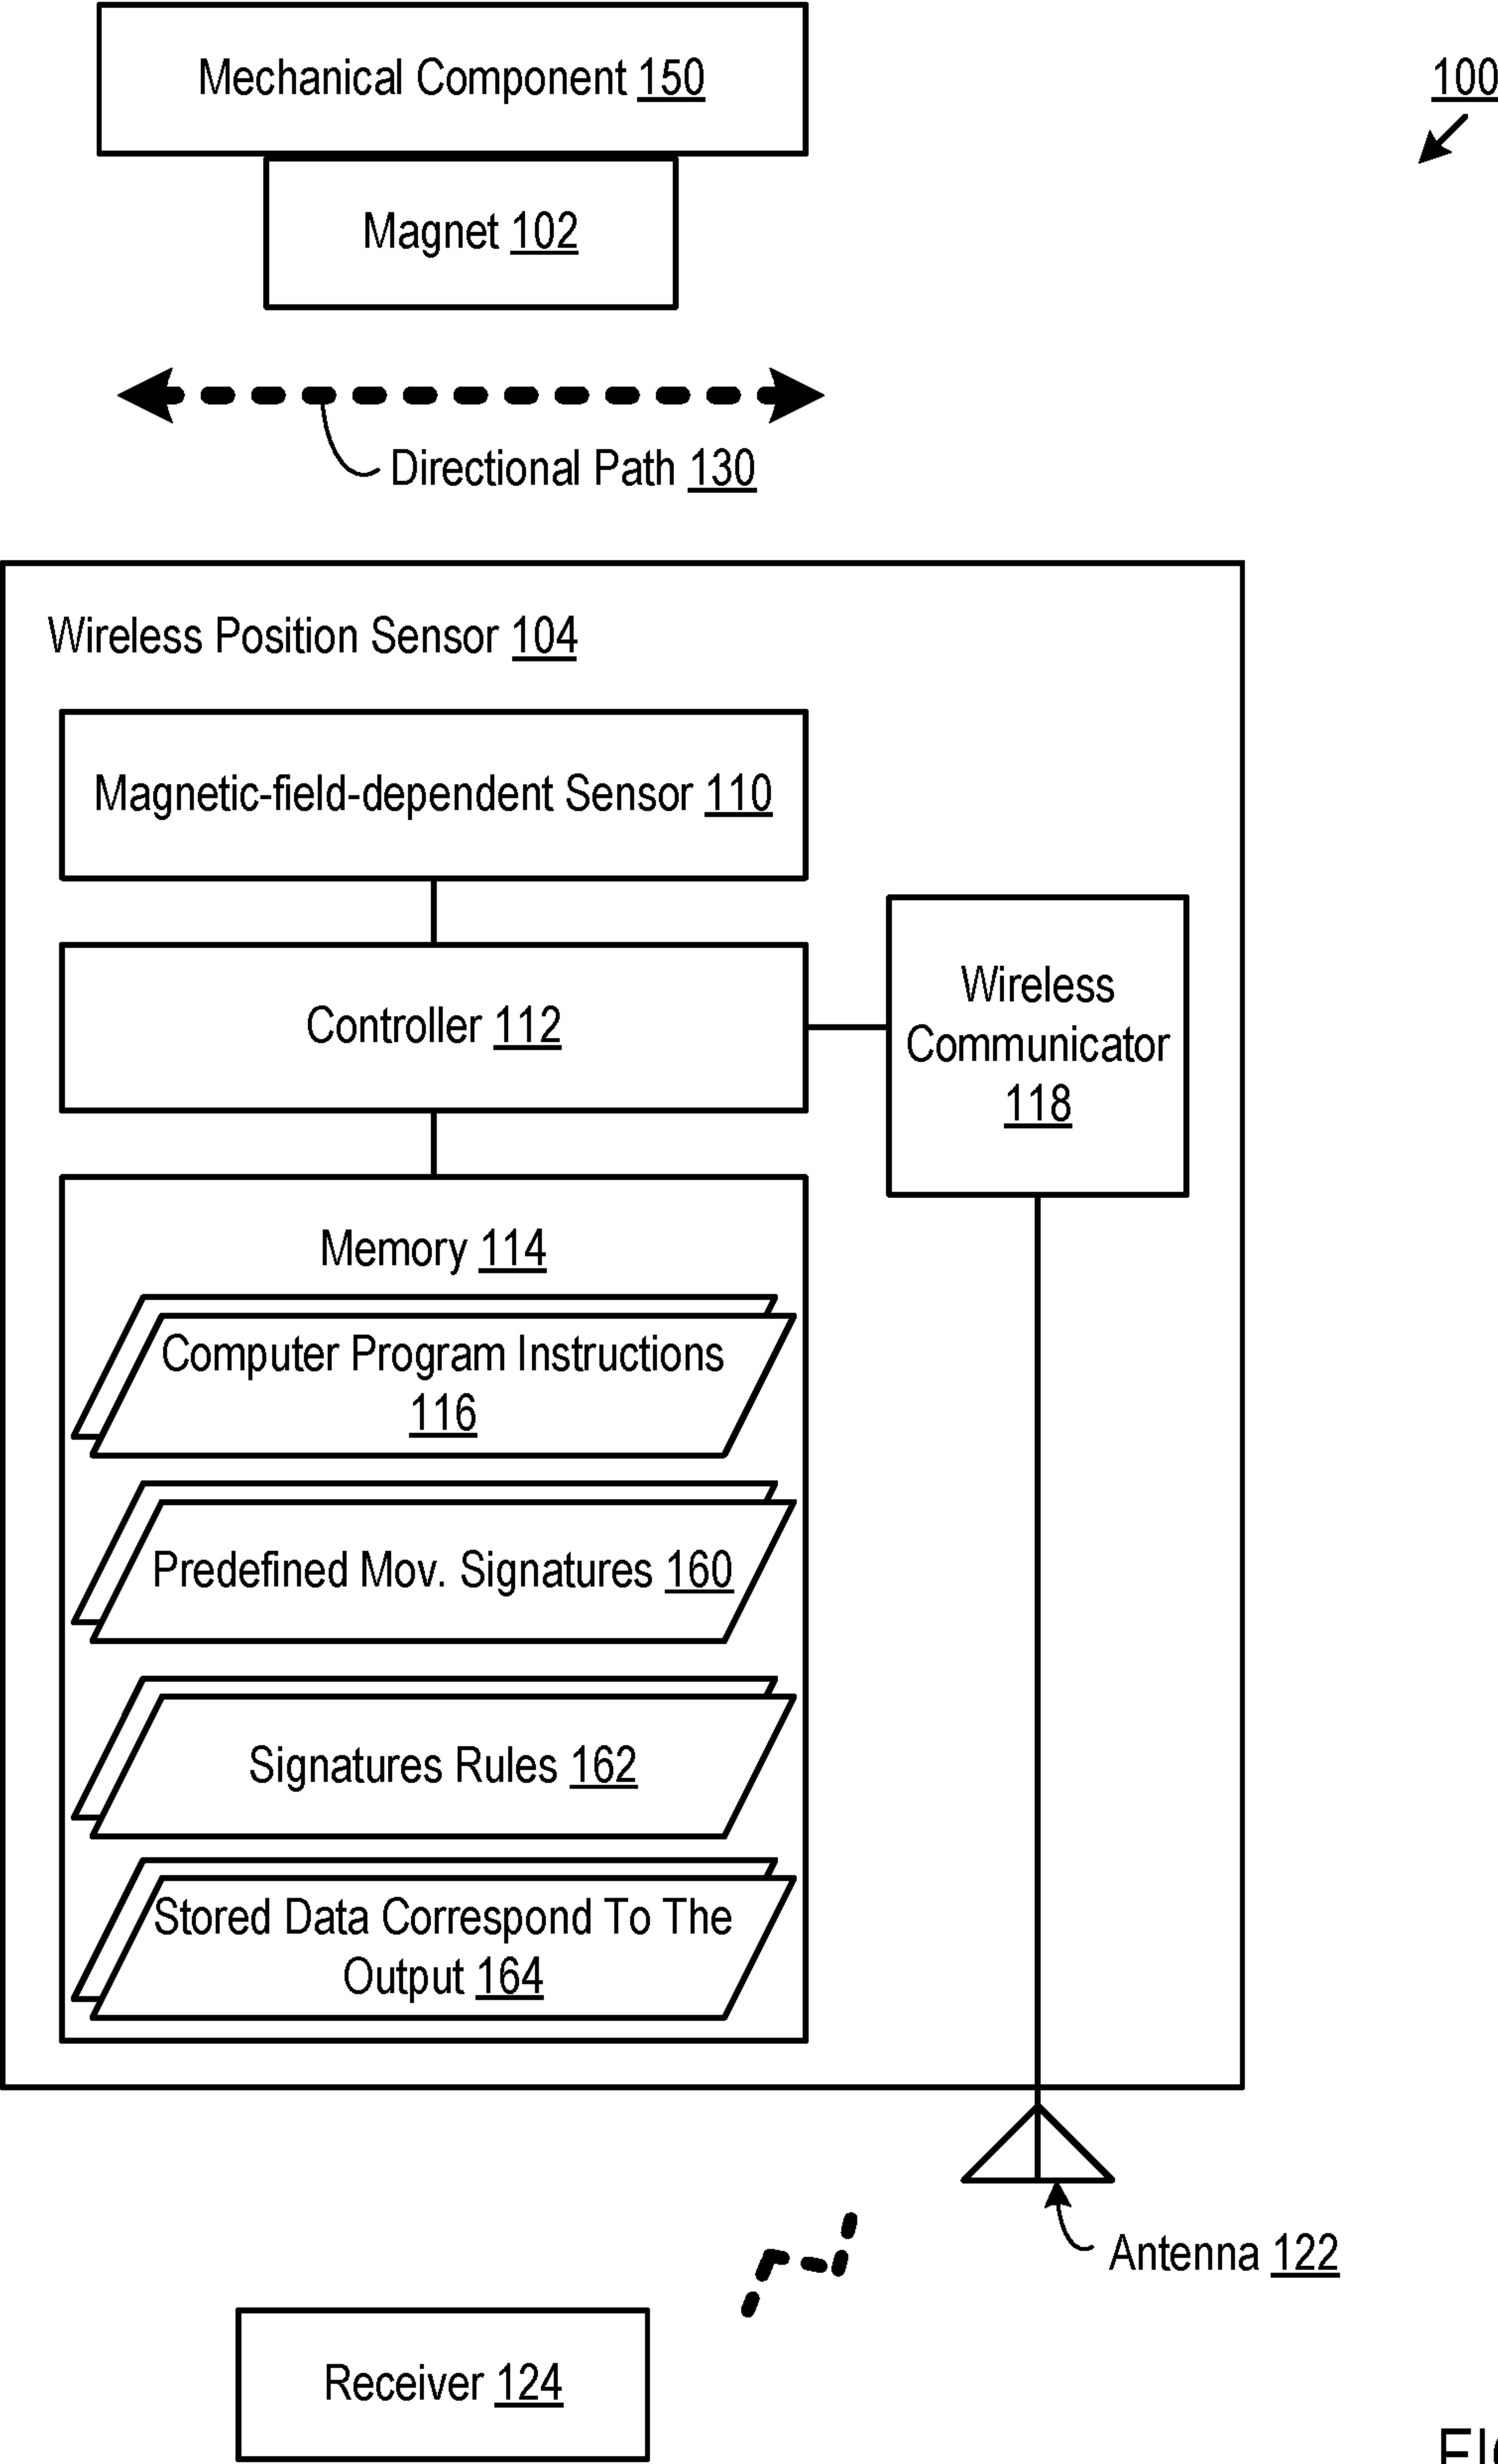 Mechanical Component 150
100
Magnet 102
Directional Path 130
Wireless Position Sensor 104
Magnetic-field-dependent Sensor 110
Controller 112
Wireless
Communicator
118
Memory 114
Computer Program Instructions
116
Predefined Mov. Signatures 160
Signatures Rules 162
Stored Data Correspond To The
Output 164
Antenna 122
Receiver 124